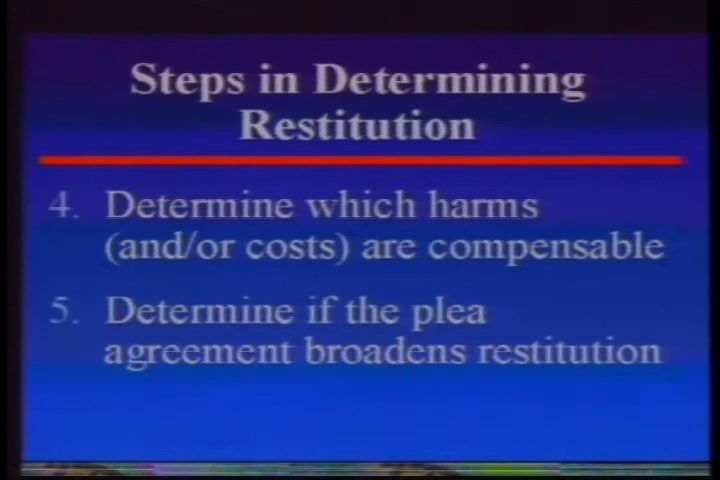 Steps in Determining
Restitution
4. Determine which harms
(and/or costs) are compensable
5. Determine if the plea
agreement broadens restitution